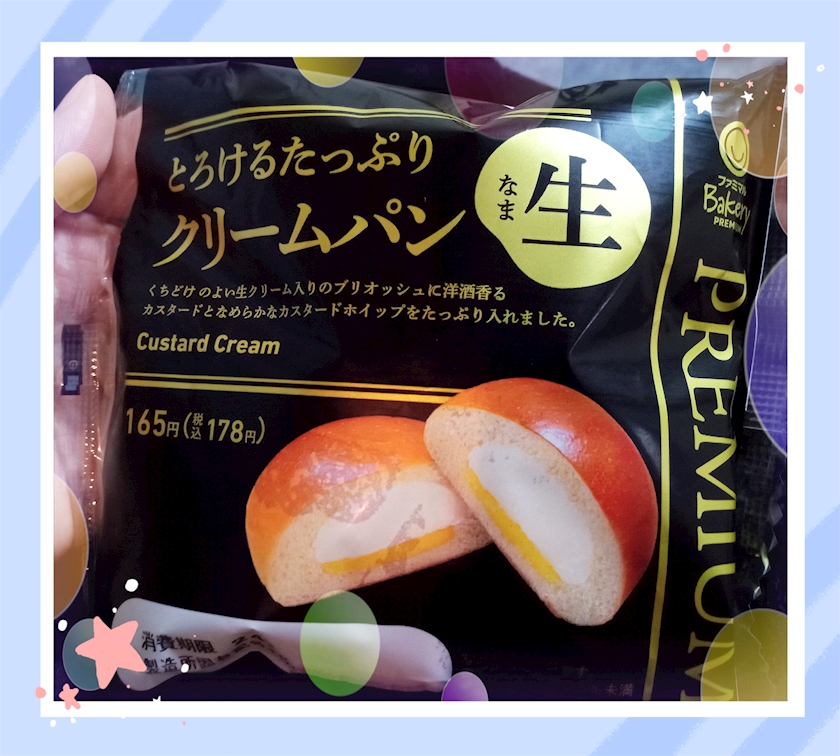 とろけるたっぷり
クリームパン
なま
生
くちどけのよい生クリーム入りのブリオッシュに洋酒香る
カスタードとなめらかなカスタードホイップをたっぷり入れました。
Custard Cream
165円(税込178円)
ファミマル
Bakery
PREMIUM
PREMIUM
消費期限
製造所固
未満